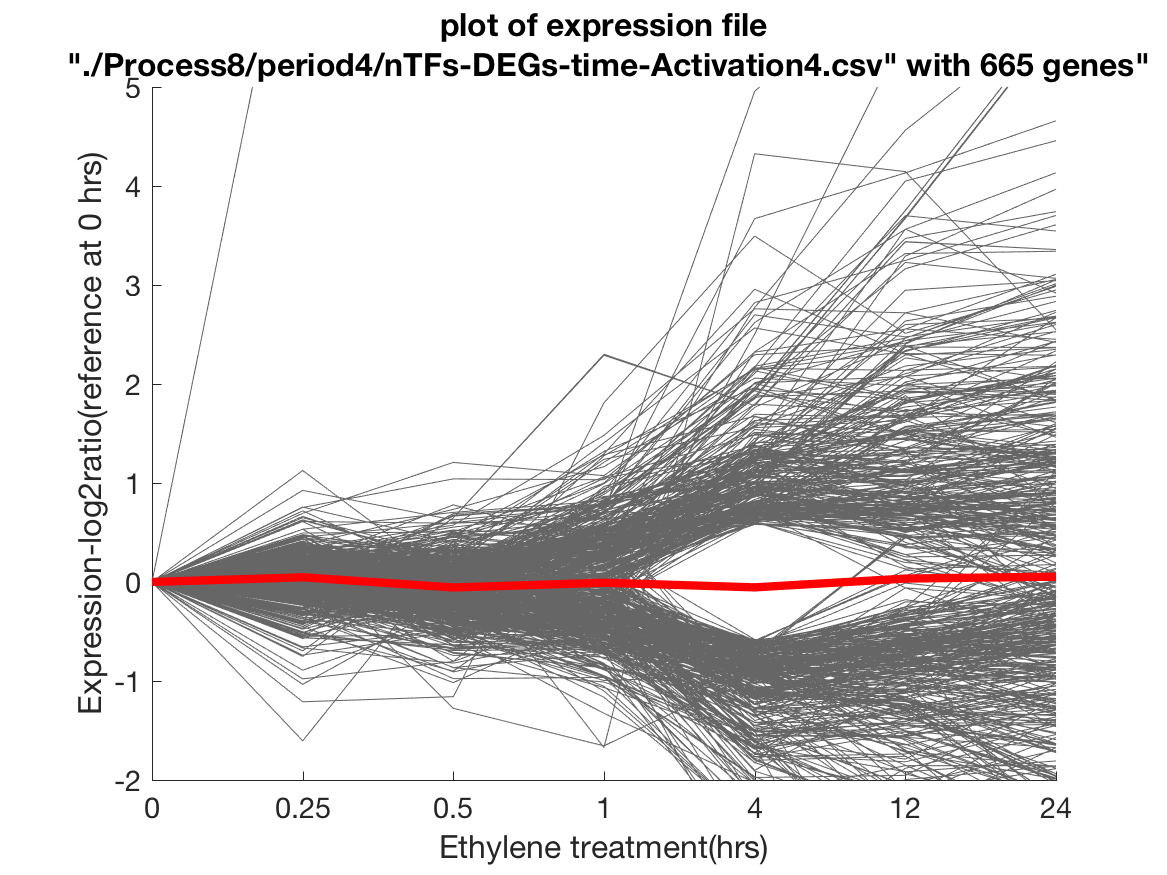 plot of expression file
"./Process8/period4/nTFs-DEGs-time-Activation4.csv" with 665 genes"
Expression-log2ratio(reference at 0 hrs)
5
4
3
2
1
0
-1
-2
0 0.25 0.5 1 4 12 24
Ethylene treatment(hrs)